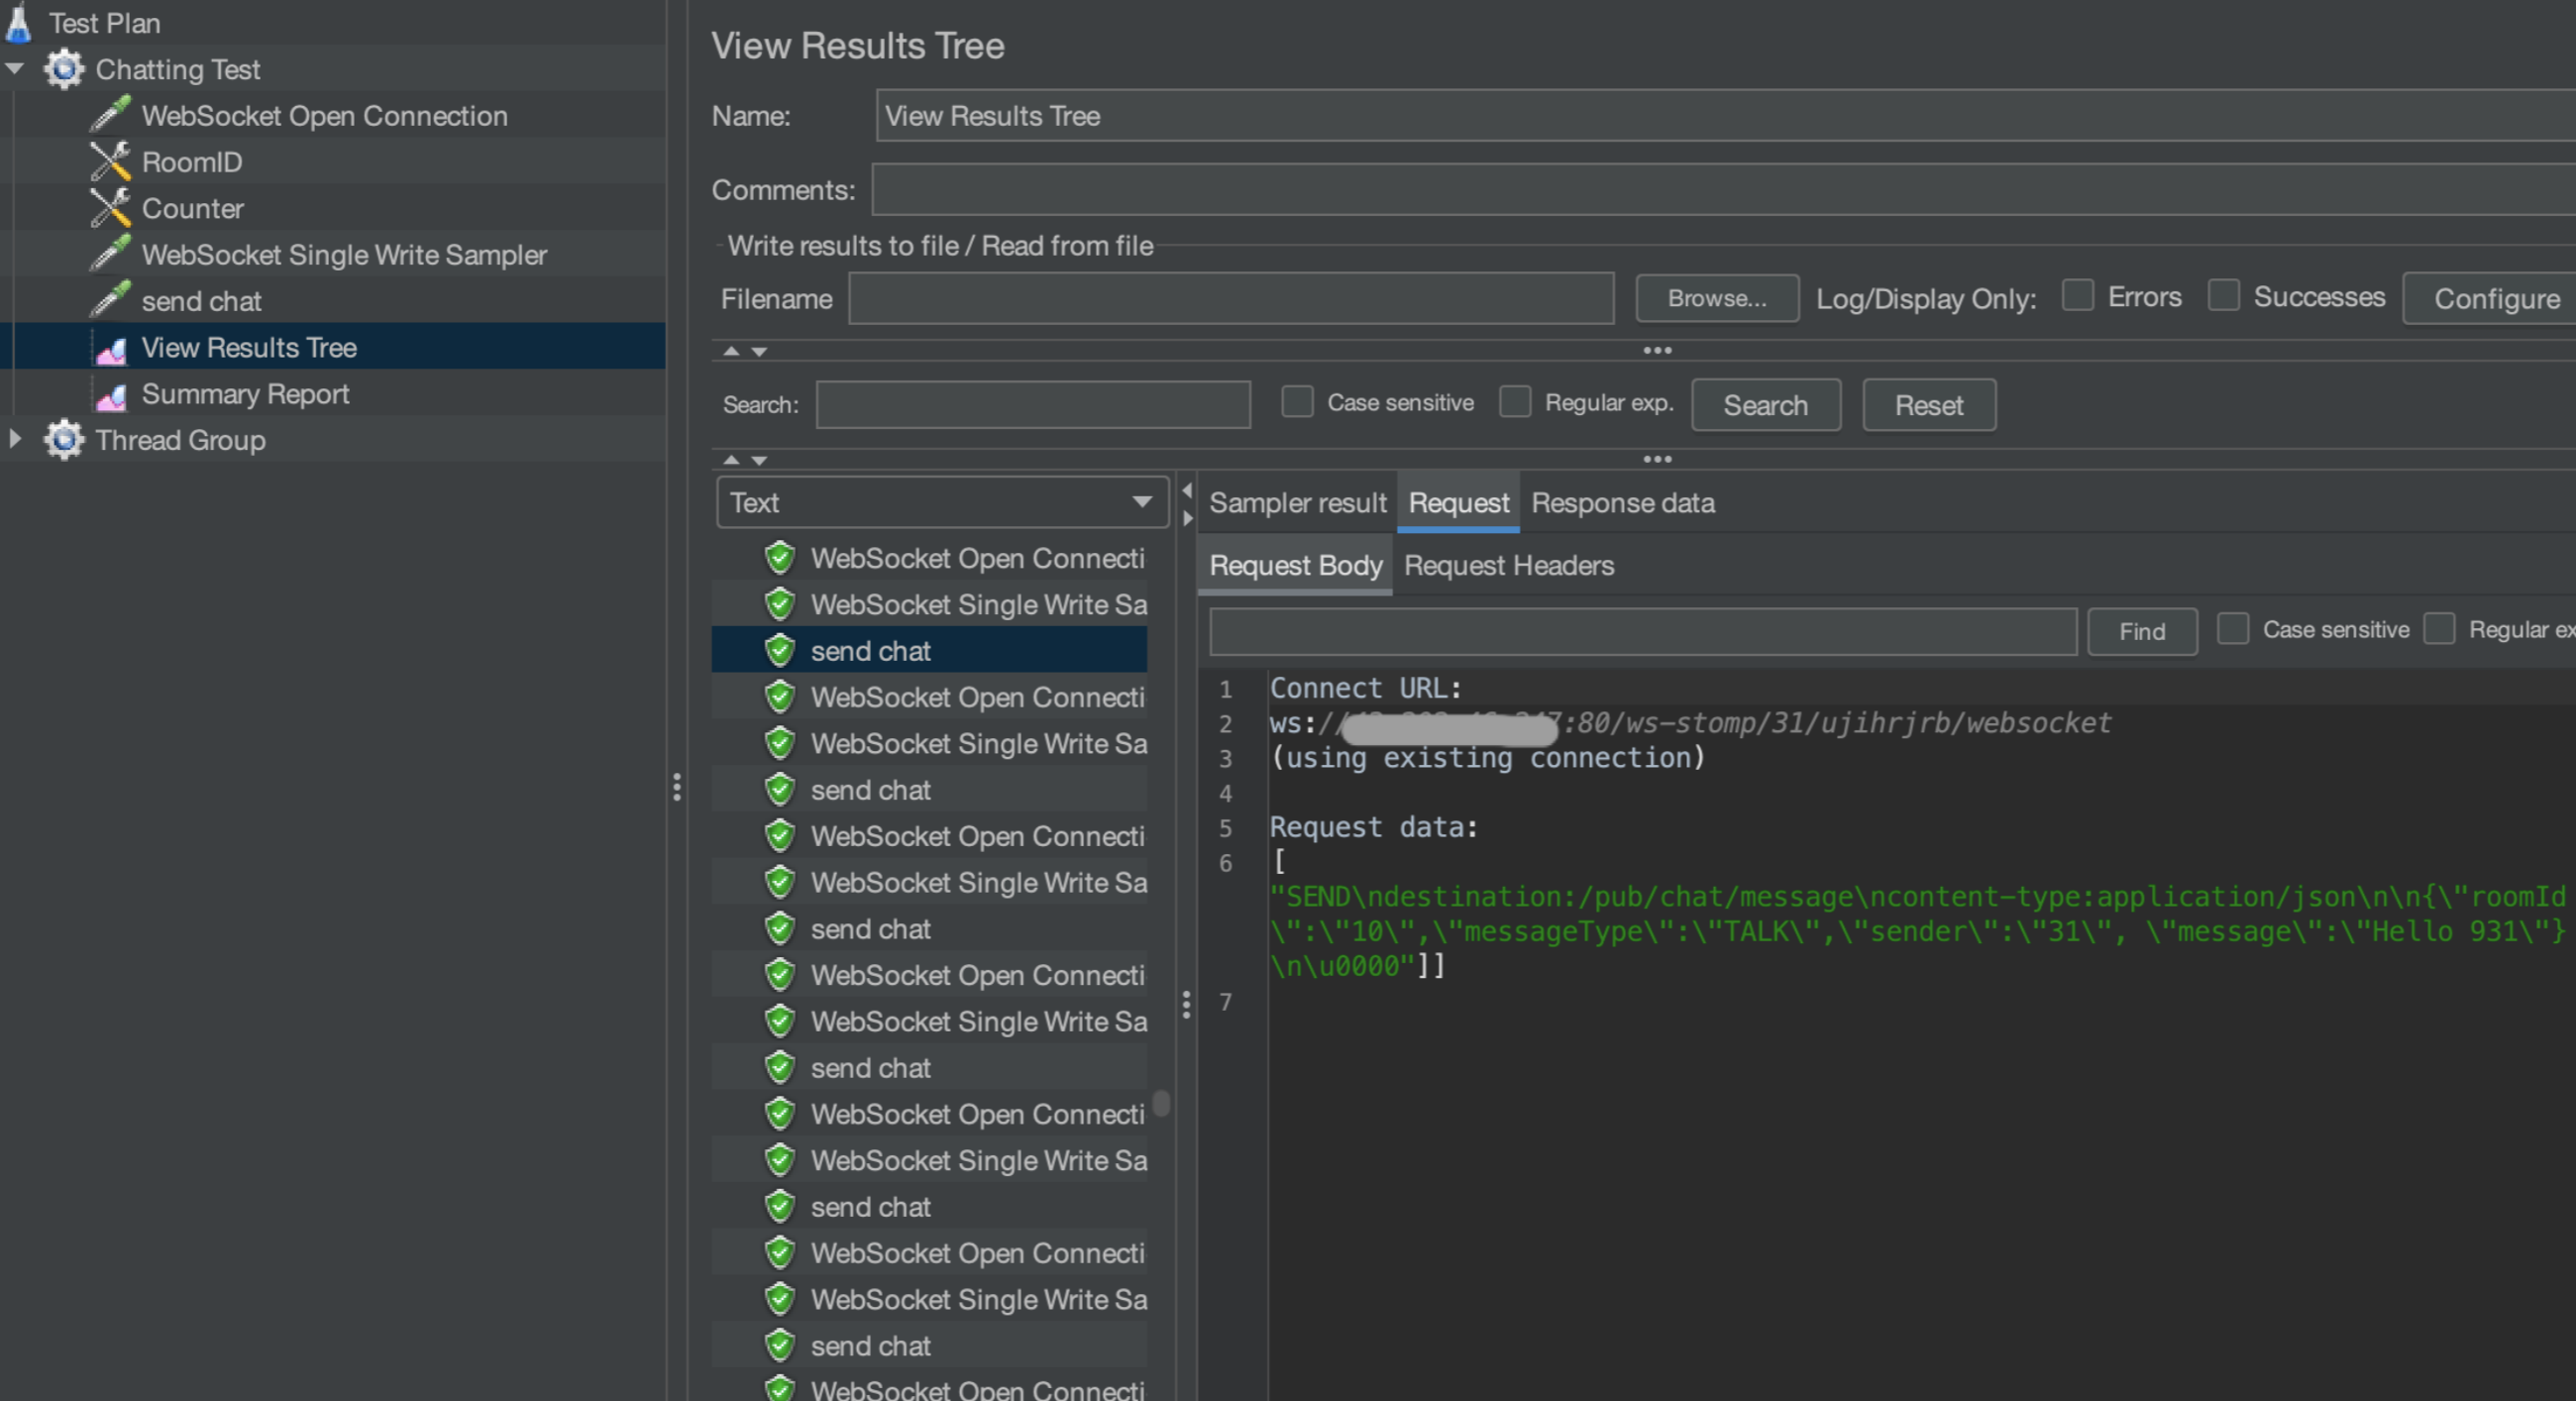 Test Plan
Chatting Test
WebSocket Open Connection
RoomID
Counter
WebSocket Single Write Sampler
send chat
View Results Tree
Summary Report
Thread Group
View Results Tree
Name: View Results Tree
Comments:
Write results to file / Read from file
Filename Browse... Log/Display Only: Errors Successes Configure
Search: Case sensitive Regular exp. Search Reset
Text
WebSocket Open Connecti
WebSocket Single Write Sa
send chat
WebSocket Open Connecti
WebSocket Single Write Sa
send chat
WebSocket Open Connecti
WebSocket Single Write Sa
send chat
WebSocket Open Connecti
WebSocket Single Write Sa
send chat
WebSocket Open Connecti
WebSocket Single Write Sa
send chat
WebSocket Open Connecti
WebSocket Single Write Sa
send chat
WebSocket Open Connecti
Sampler result Request Response data
Request Body Request Headers
Find Case sensitive Regular ex
1 Connect URL:
2 ws:// :80/ws-stomp/31/ujihrjrb/websocket
3 (using existing connection)
4
5 Request data:
6 [
"SEND\ndestination:/pub/chat/message\ncontent-type:application/json\n\n{\"roomId
\":\"10\",\"messageType\":\"TALK\",\"sender\":\"31\", \"message\":\"Hello 931\"}
\n\u0000"]]
7